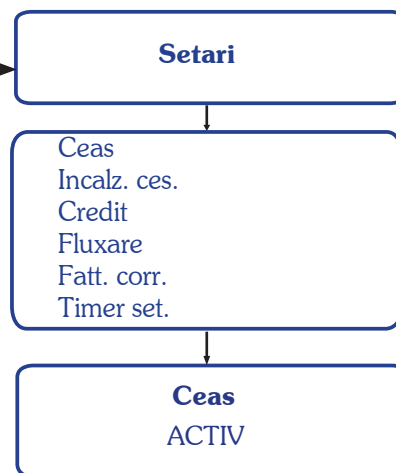 Setari
Ceas
Incalz. ces.
Credit
Fluxare
Fatt. corr.
Timer set.
Ceas
ACTIV